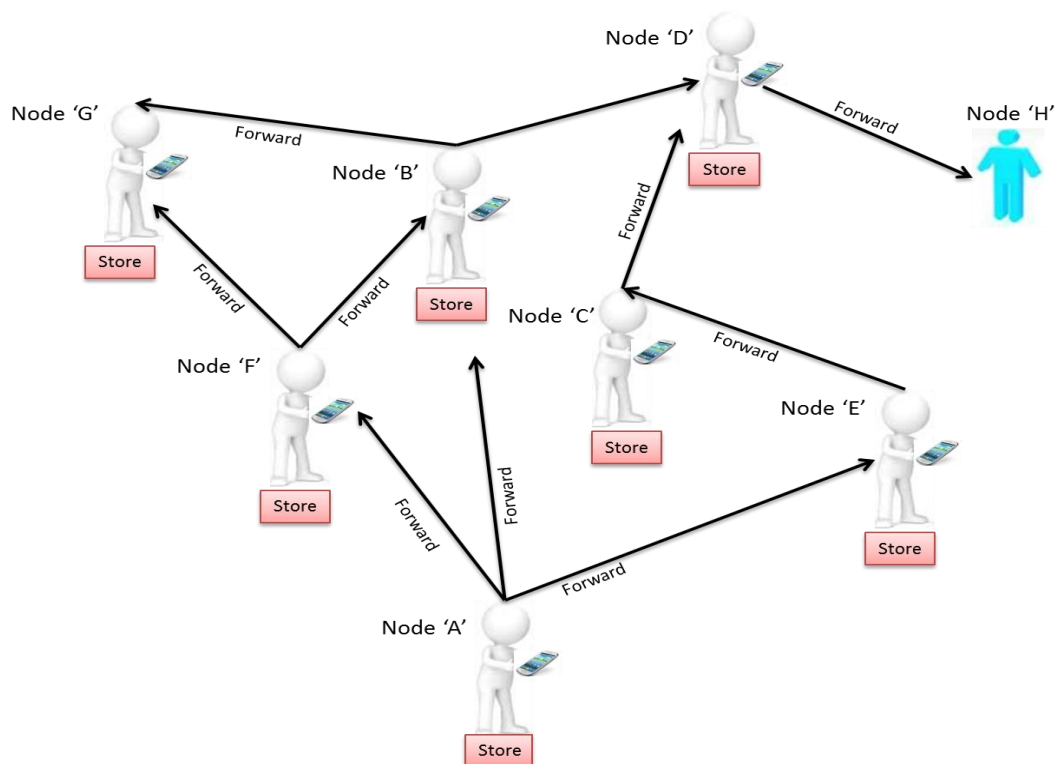 Node ‘D’
Node ‘G’
Forward
Forward
Node ‘H’
Node ‘B’
Store
Forward
Store
Forward
Forward
Store
Node ‘C’
Forward
Node ‘F’
Node ‘E’
Store
Store
Forward
Forward
Store
Forward
Node ‘A’
Store